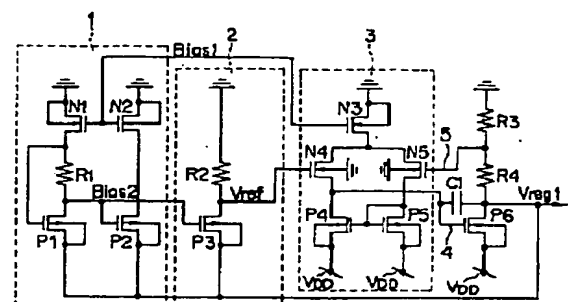 1
2
3
Bias1
N1
N2
N3
R3
N4
N5
5
R1
R2
R4
Bias2
Vref
C1
Vreg1
P1
P2
P3
P4
P5
4
P6
VDD
VDD
VDD